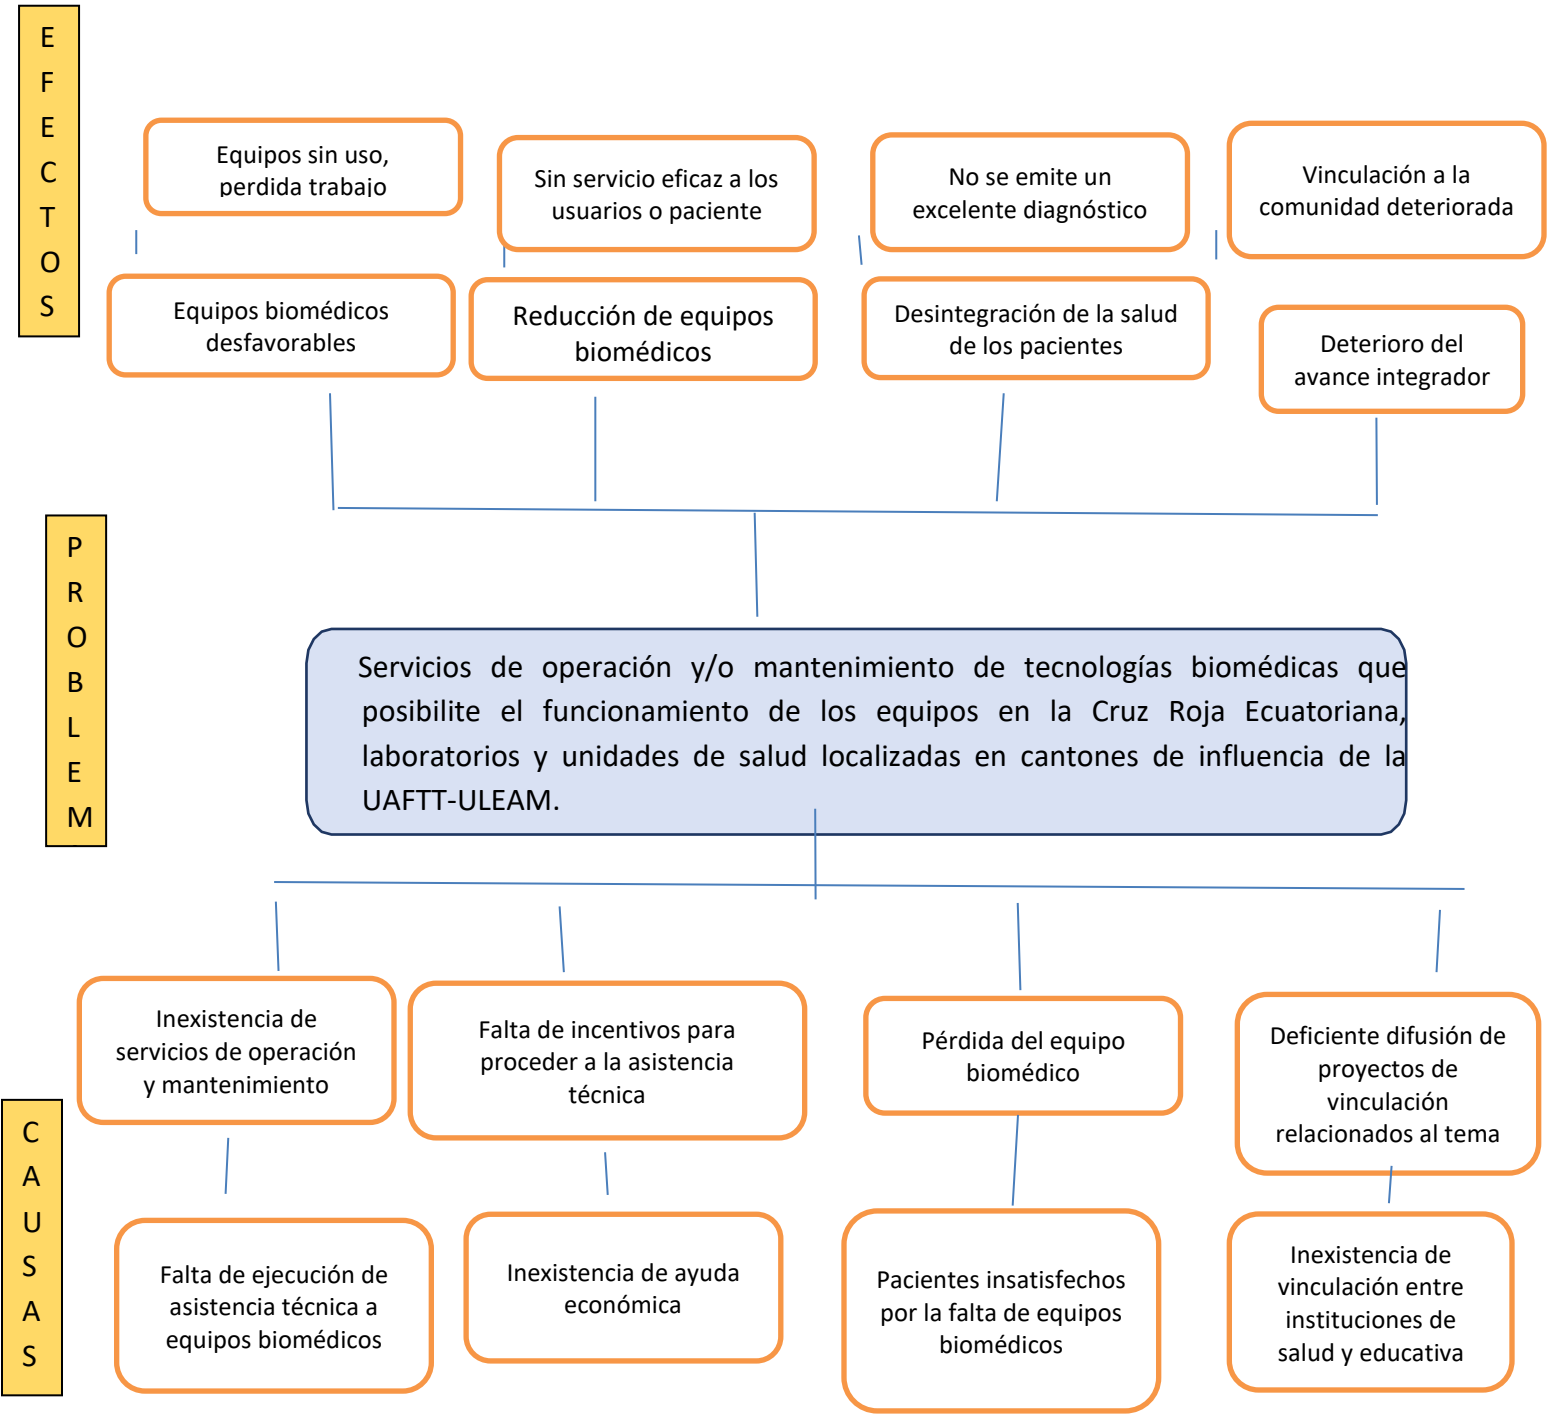 E
F
E
C
T
O
S
Equipos sin uso,
perdida trabajo
Sin servicio eficaz a los
usuarios o paciente
No se emite un
excelente diagnóstico
Vinculación a la
comunidad deteriorada
Equipos biomédicos
desfavorables
Reducción de equipos
biomédicos
Desintegración de la salud
de los pacientes
Deterioro del
avance integrador
P
R
O
B
L
E
M
Servicios de operación y/o mantenimiento de tecnologías biomédicas que
posibilite el funcionamiento de los equipos en la Cruz Roja Ecuatoriana,
laboratorios y unidades de salud localizadas en cantones de influencia de la
UAFTT-ULEAM.
Inexistencia de
servicios de operación
y mantenimiento
Falta de incentivos para
proceder a la asistencia
técnica
Pérdida del equipo
biomédico
Deficiente difusión de
proyectos de
vinculación
relacionados al tema
C
A
U
S
A
S
Falta de ejecución de
asistencia técnica a
equipos biomédicos
Inexistencia de ayuda
económica
Pacientes insatisfechos
por la falta de equipos
biomédicos
Inexistencia de
vinculación entre
instituciones de
salud y educativa